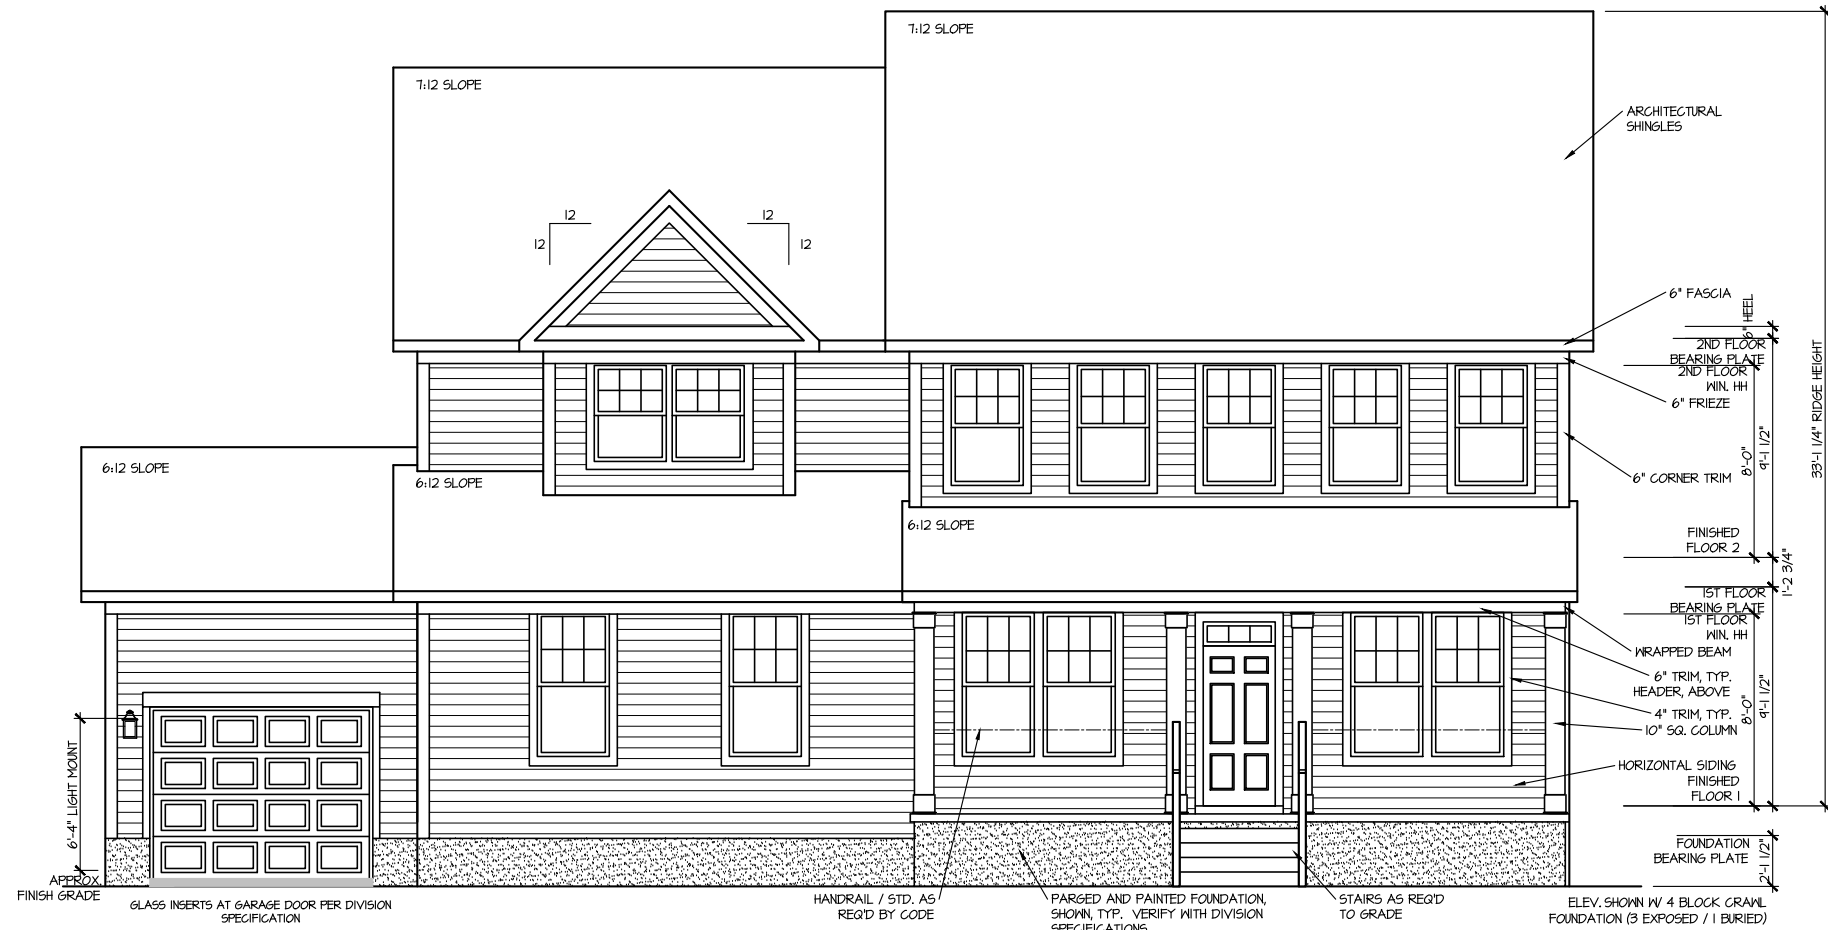 7:12 SLOPE
7:12 SLOPE
ARCHITECTURAL
SHINGLES
12
12
12
12
6" FASCIA
6" HEEL
2ND FLOOR
BEARING PLATE
2ND FLOOR
WIN. HH
6" FRIEZE
33'-1 1/4" RIDGE HEIGHT
8'-0"
9'-1 1/2"
6:12 SLOPE
6:12 SLOPE
6" CORNER TRIM
6:12 SLOPE
FINISHED
FLOOR 2
1'-2 3/4"
1ST FLOOR
BEARING PLATE
1ST FLOOR
WIN. HH
WRAPPED BEAM
6" TRIM, TYP.
HEADER, ABOVE
4" TRIM, TYP.
10" SQ. COLUMN
8'-0"
9'-1 1/2"
HORIZONTAL SIDING
FINISHED
FLOOR 1
6'-4" LIGHT MOUNT
FOUNDATION
BEARING PLATE
2'-1 1/2"
APPROX.
FINISH GRADE
GLASS INSERTS AT GARAGE DOOR PER DIVISION
SPECIFICATION
HANDRAIL / STD. AS
REQ'D BY CODE
PARGED AND PAINTED FOUNDATION,
SHOWN, TYP. VERIFY WITH DIVISION
SPECIFICATIONS
STAIRS AS REQ'D
TO GRADE
ELEV. SHOWN W/ 4 BLOCK CRAWL
FOUNDATION (3 EXPOSED / 1 BURIED)